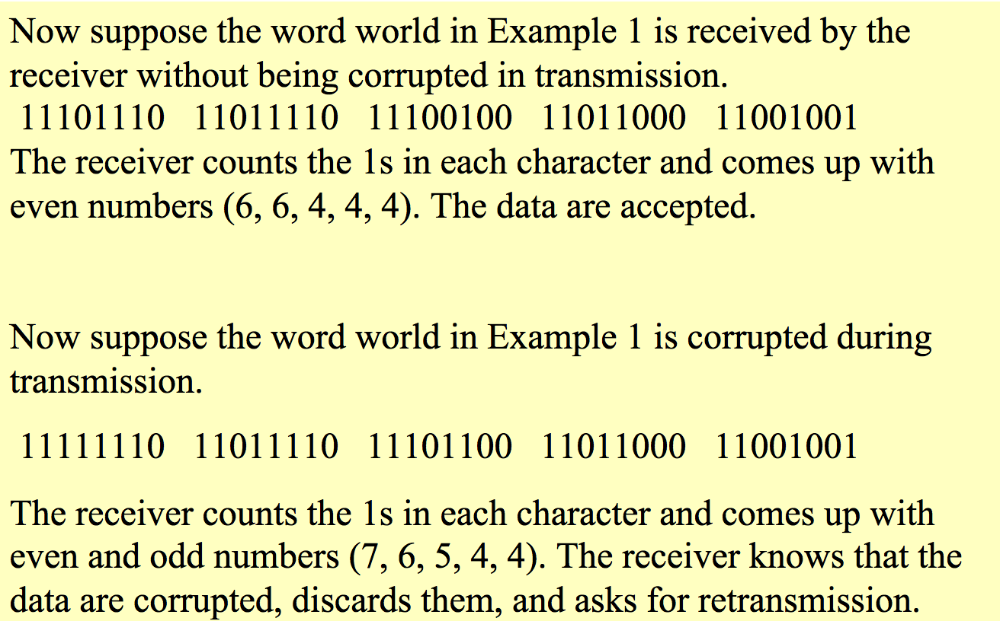 Now suppose the word world in Example 1 is received by the
receiver without being corrupted in transmission.
11101110 11011110 11100100 11011000 11001001
The receiver counts the 1s in each character and comes up with
even numbers (6, 6, 4, 4, 4). The data are accepted.
Now suppose the word world in Example 1 is corrupted during
transmission.
11111110 11011110 11101100 11011000 11001001
The receiver counts the 1s in each character and comes up with
even and odd numbers (7, 6, 5, 4, 4). The receiver knows that the
data are corrupted, discards them, and asks for retransmission.